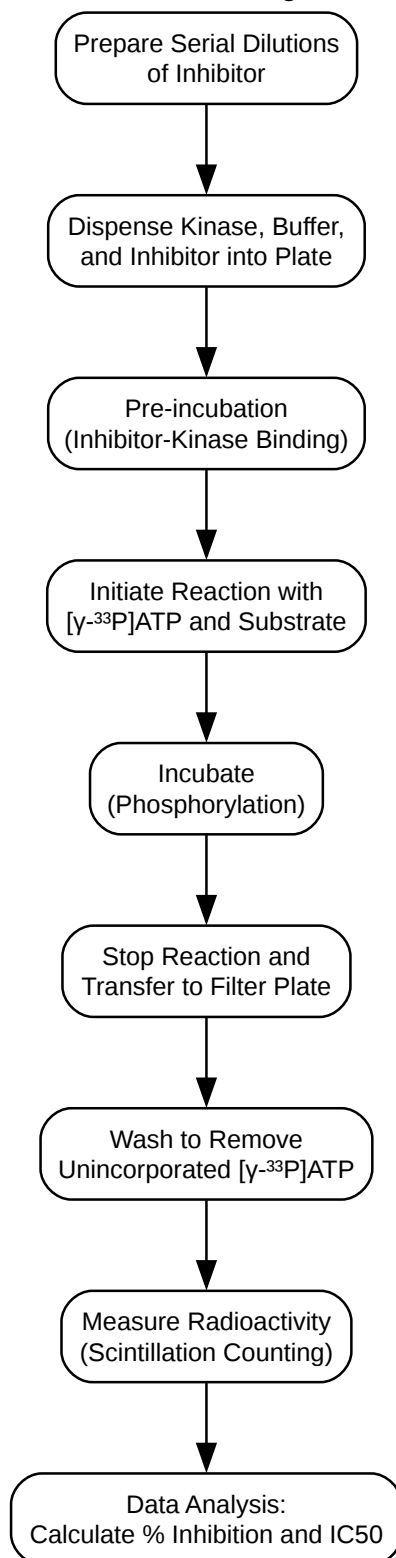 Prepare Serial Dilutions
of Inhibitor
Dispense Kinase, Buffer,
and Inhibitor into Plate
Pre-incubation
(Inhibitor-Kinase Binding)
Initiate Reaction with
[γ-³³P]ATP and Substrate
Incubate
(Phosphorylation)
Stop Reaction and
Transfer to Filter Plate
Wash to Remove
Unincorporated [γ-³³P]ATP
Measure Radioactivity
(Scintillation Counting)
Data Analysis:
Calculate % Inhibition and IC50